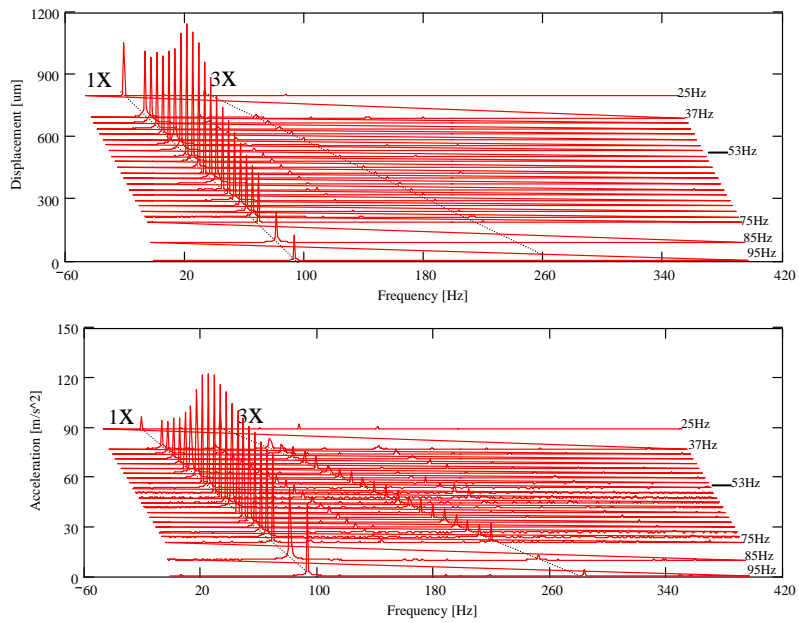 1200
900
600
300
0
Displacement [um]
1X
3X
25Hz
37Hz
53Hz
75Hz
85Hz
95Hz
−60
20
100
180
260
340
420
Frequency [Hz]
150
120
90
60
30
0
Acceleration [m/s^2]
1X
3X
25Hz
37Hz
53Hz
75Hz
85Hz
95Hz
−60
20
100
180
260
340
420
Frequency [Hz]